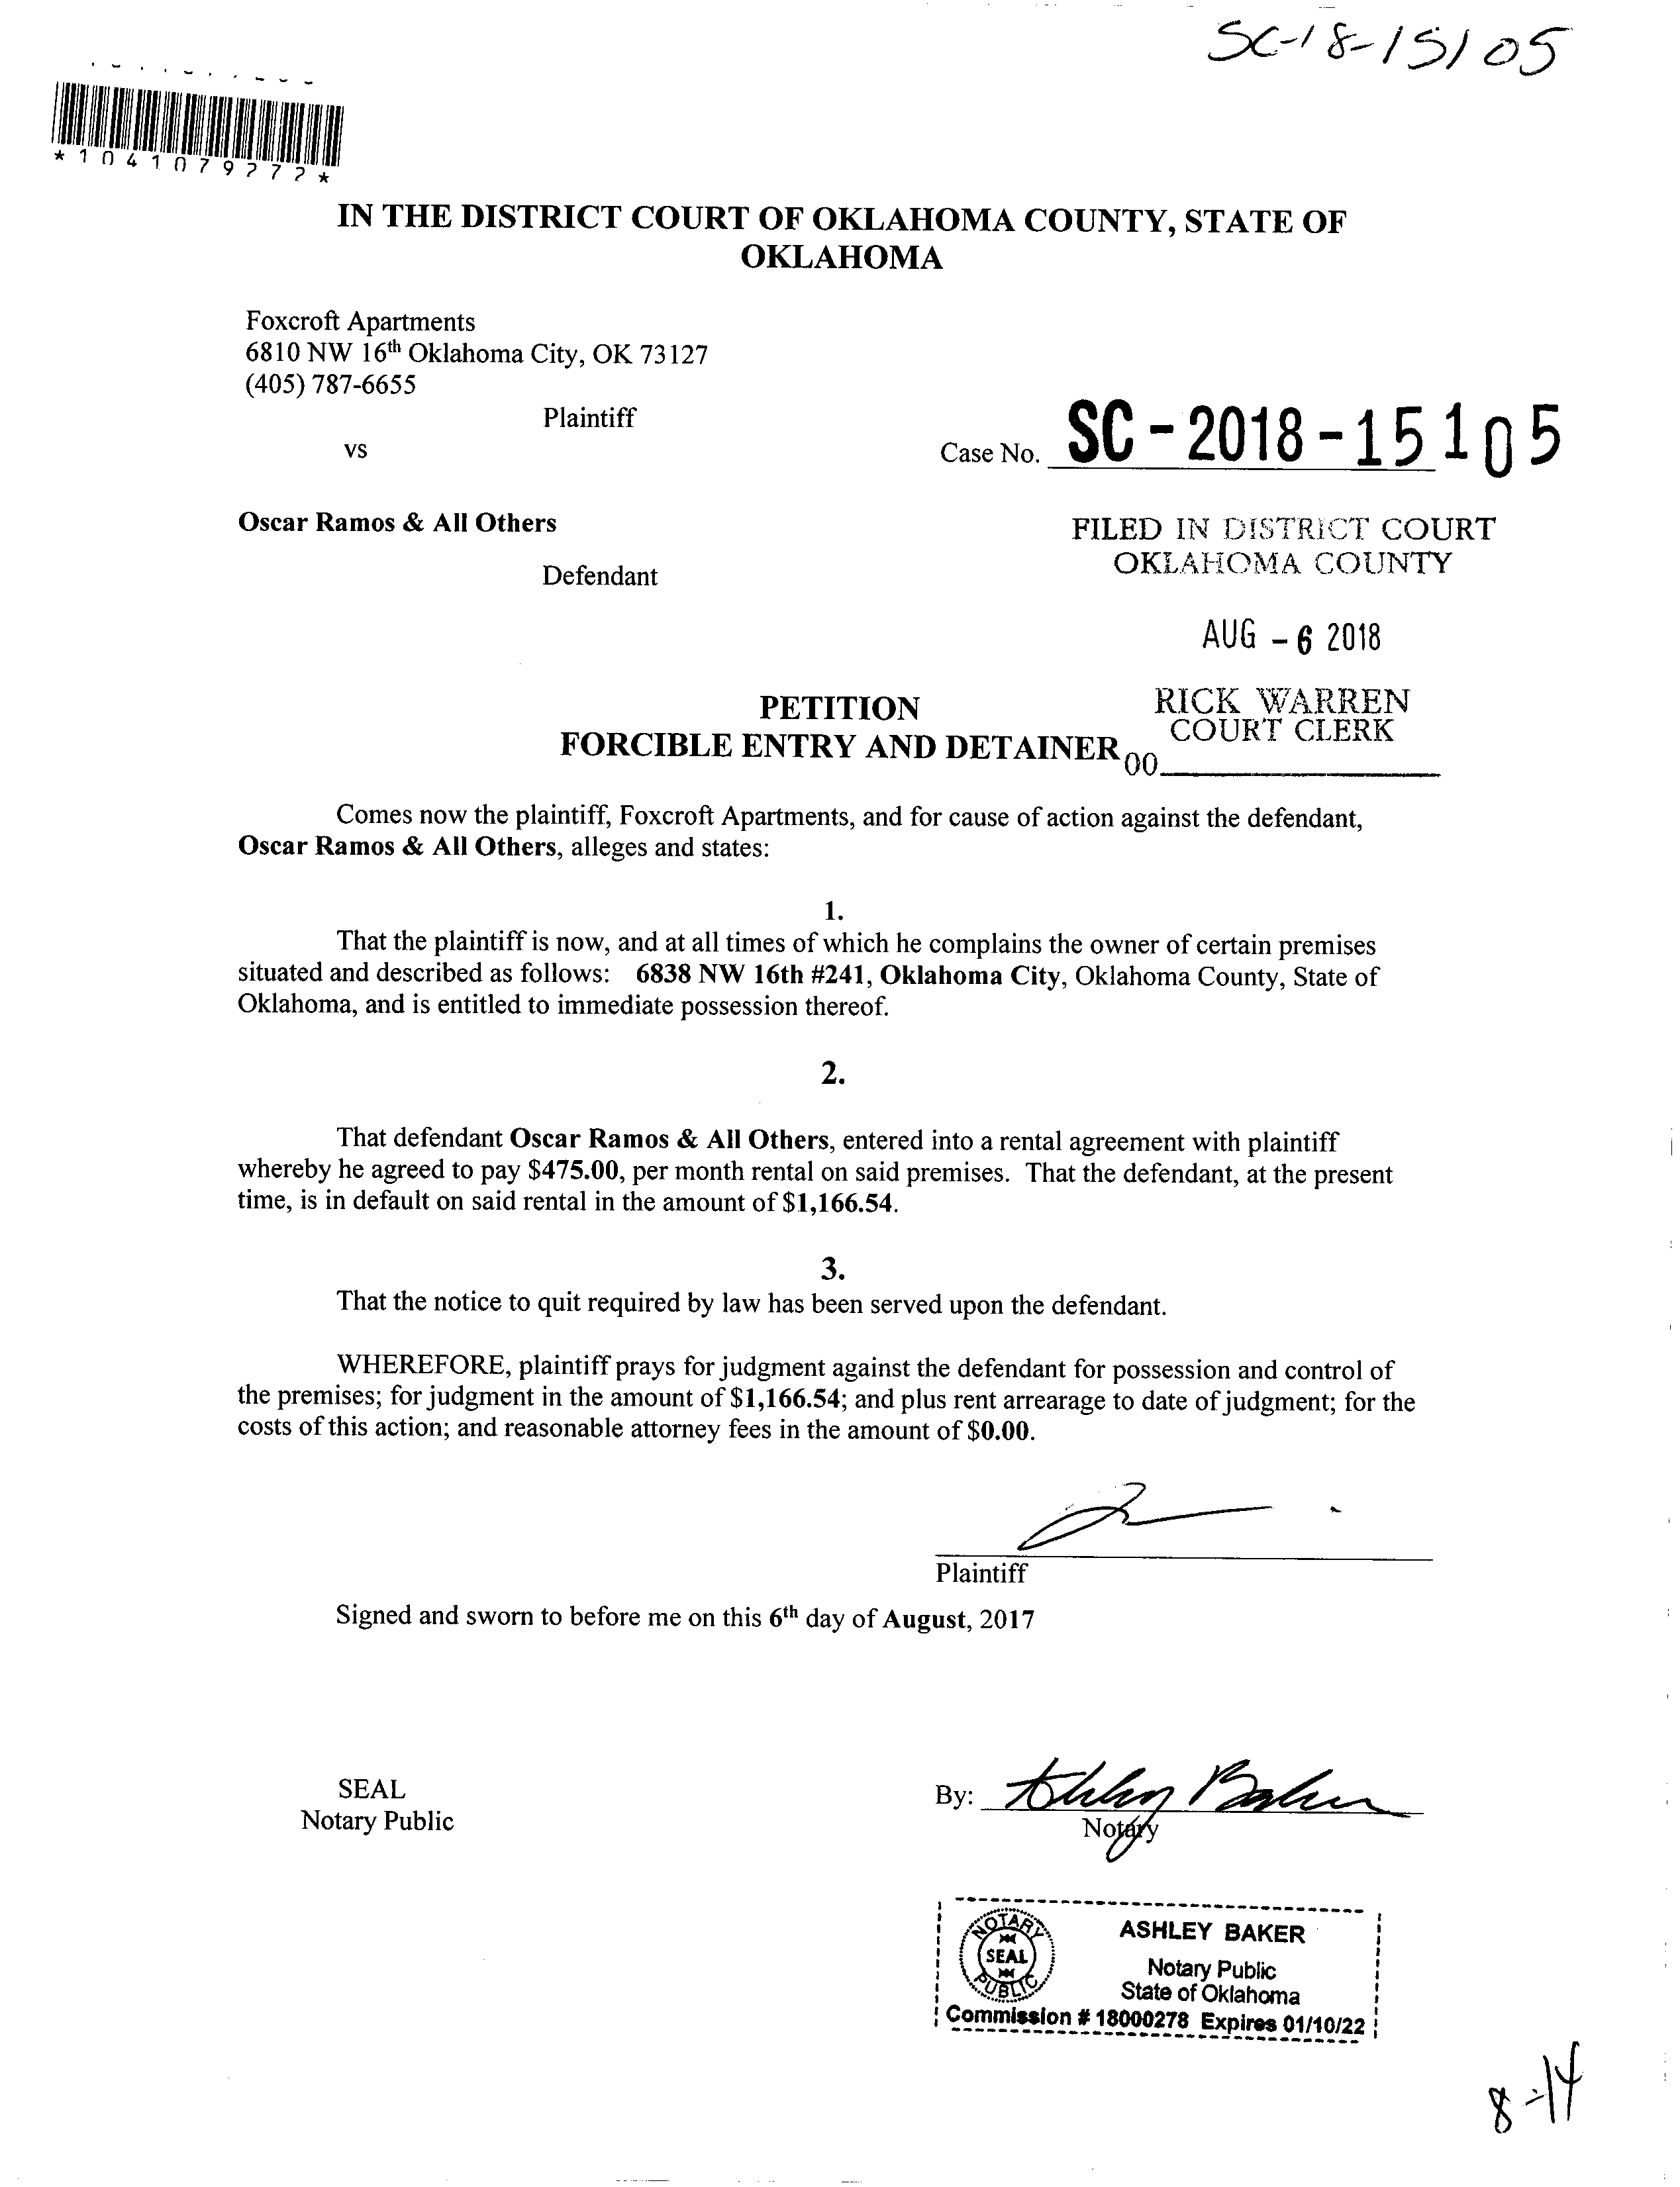 SC-18-15105
*1041079272*
IN THE DISTRICT COURT OF OKLAHOMA COUNTY, STATE OF
OKLAHOMA
Foxcroft Apartments
6810 NW 16th Oklahoma City, OK 73127
(405) 787-6655
Plaintiff
vs
Case No. SC-2018-15105
Oscar Ramos & All Others
Defendant
FILED IN DISTRICT COURT
OKLAHOMA COUNTY
AUG - 6 2018
RICK WARREN
COURT CLERK
PETITION
FORCIBLE ENTRY AND DETAINER
00
Comes now the plaintiff, Foxcroft Apartments, and for cause of action against the defendant,
Oscar Ramos & All Others, alleges and states:
1.
That the plaintiff is now, and at all times of which he complains the owner of certain premises
situated and described as follows: 6838 NW 16th #241, Oklahoma City, Oklahoma County, State of
Oklahoma, and is entitled to immediate possession thereof.
2.
That defendant Oscar Ramos & All Others, entered into a rental agreement with plaintiff
whereby he agreed to pay $475.00, per month rental on said premises. That the defendant, at the present
time, is in default on said rental in the amount of $1,166.54.
3.
That the notice to quit required by law has been served upon the defendant.
WHEREFORE, plaintiff prays for judgment against the defendant for possession and control of
the premises; for judgment in the amount of $1,166.54; and plus rent arrearage to date of judgment; for the
costs of this action; and reasonable attorney fees in the amount of $0.00.
Plaintiff
Signed and sworn to before me on this 6th day of August, 2017
SEAL
Notary Public
By: Ashley Baker
Notary
NOTARY
SEAL
PUBLIC
ASHLEY BAKER
Notary Public
State of Oklahoma
Commission # 18000278 Expires 01/10/22
8-14